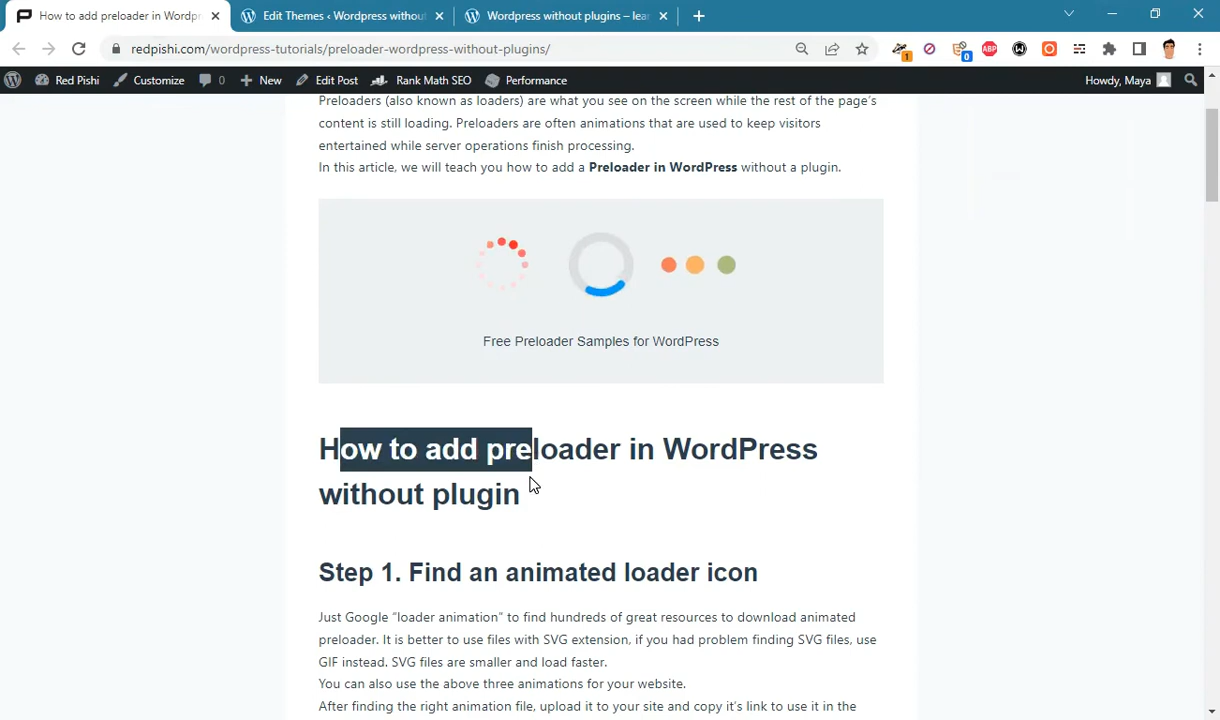 How to add preloader in Wordpr
Edit Themes ‹ Wordpress withou
Wordpress without plugins – lea
redpishi.com/wordpress-tutorials/preloader-wordpress-without-plugins/
1
0
ABP
Red Pishi
Customize
0
New
Edit Post
Rank Math SEO
Performance
Howdy, Maya
Preloaders (also known as loaders) are what you see on the screen while the rest of the page's
content is still loading. Preloaders are often animations that are used to keep visitors
entertained while server operations finish processing.
In this article, we will teach you how to add a Preloader in WordPress without a plugin.
Free Preloader Samples for WordPress
How to add preloader in WordPress
without plugin
Step 1. Find an animated loader icon
Just Google “loader animation” to find hundreds of great resources to download animated
preloader. It is better to use files with SVG extension, if you had problem finding SVG files, use
GIF instead. SVG files are smaller and load faster.
You can also use the above three animations for your website.
After finding the right animation file, upload it to your site and copy it's link to use it in the